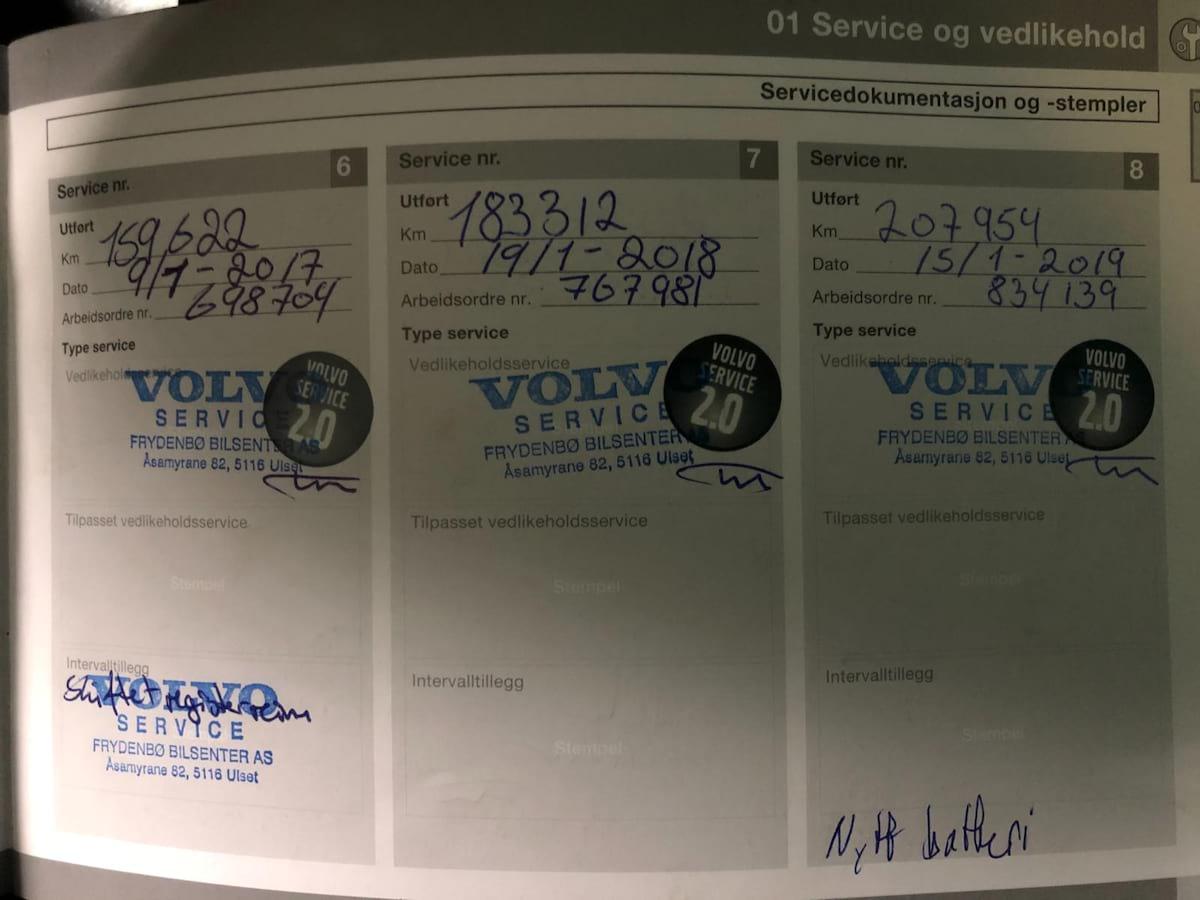 01 Service og vedlikehold
Servicedokumentasjon og -stempler
Service nr. 6
Utført
Km 159622
Dato 9/1-2017
Arbeidsordre nr. 698704
Type service
Vedlikeholdsservice
VOLVO
SERVICE
FRYDENBØ BILSENTER AS
Åsamyrane 82, 5116 Ulset
VOLVO
SERVICE
2.0
Tilpasset vedlikeholdsservice
Stempel
Intervalltillegg
Skiftet registerreim
VOLVO
SERVICE
FRYDENBØ BILSENTER AS
Åsamyrane 82, 5116 Ulset
Service nr. 7
Utført
Km 183312
Dato 19/1-2018
Arbeidsordre nr. 767981
Type service
Vedlikeholdsservice
VOLVO
SERVICE
FRYDENBØ BILSENTER AS
Åsamyrane 82, 5116 Ulset
VOLVO
SERVICE
2.0
Tilpasset vedlikeholdsservice
Stempel
Intervalltillegg
Stempel
Service nr. 8
Utført
Km 207954
Dato 15/1-2019
Arbeidsordre nr. 834139
Type service
Vedlikeholdsservice
VOLVO
SERVICE
FRYDENBØ BILSENTER A
Åsamyrane 82, 5116 Ulset
VOLVO
SERVICE
2.0
Tilpasset vedlikeholdsservice
Stempel
Intervalltillegg
Stempel
Nytt batteri